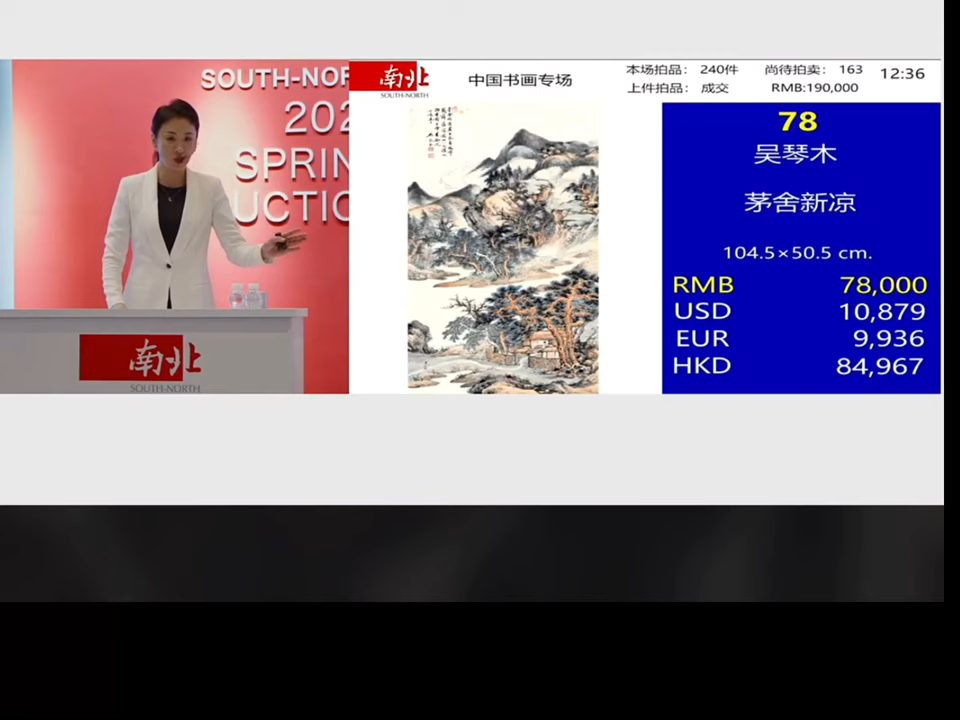 SOUTH-NOR
202
SPRIN
UCTIO
南北
SOUTH-NORTH
南北
SOUTH-NORTH
中国书画专场
本场拍品: 240件 尚待拍卖: 163
上件拍品: 成交 RMB:190,000
12:36
78
吴琴木
茅舍新凉
104.5×50.5 cm.
RMB 78,000
USD 10,879
EUR 9,936
HKD 84,967